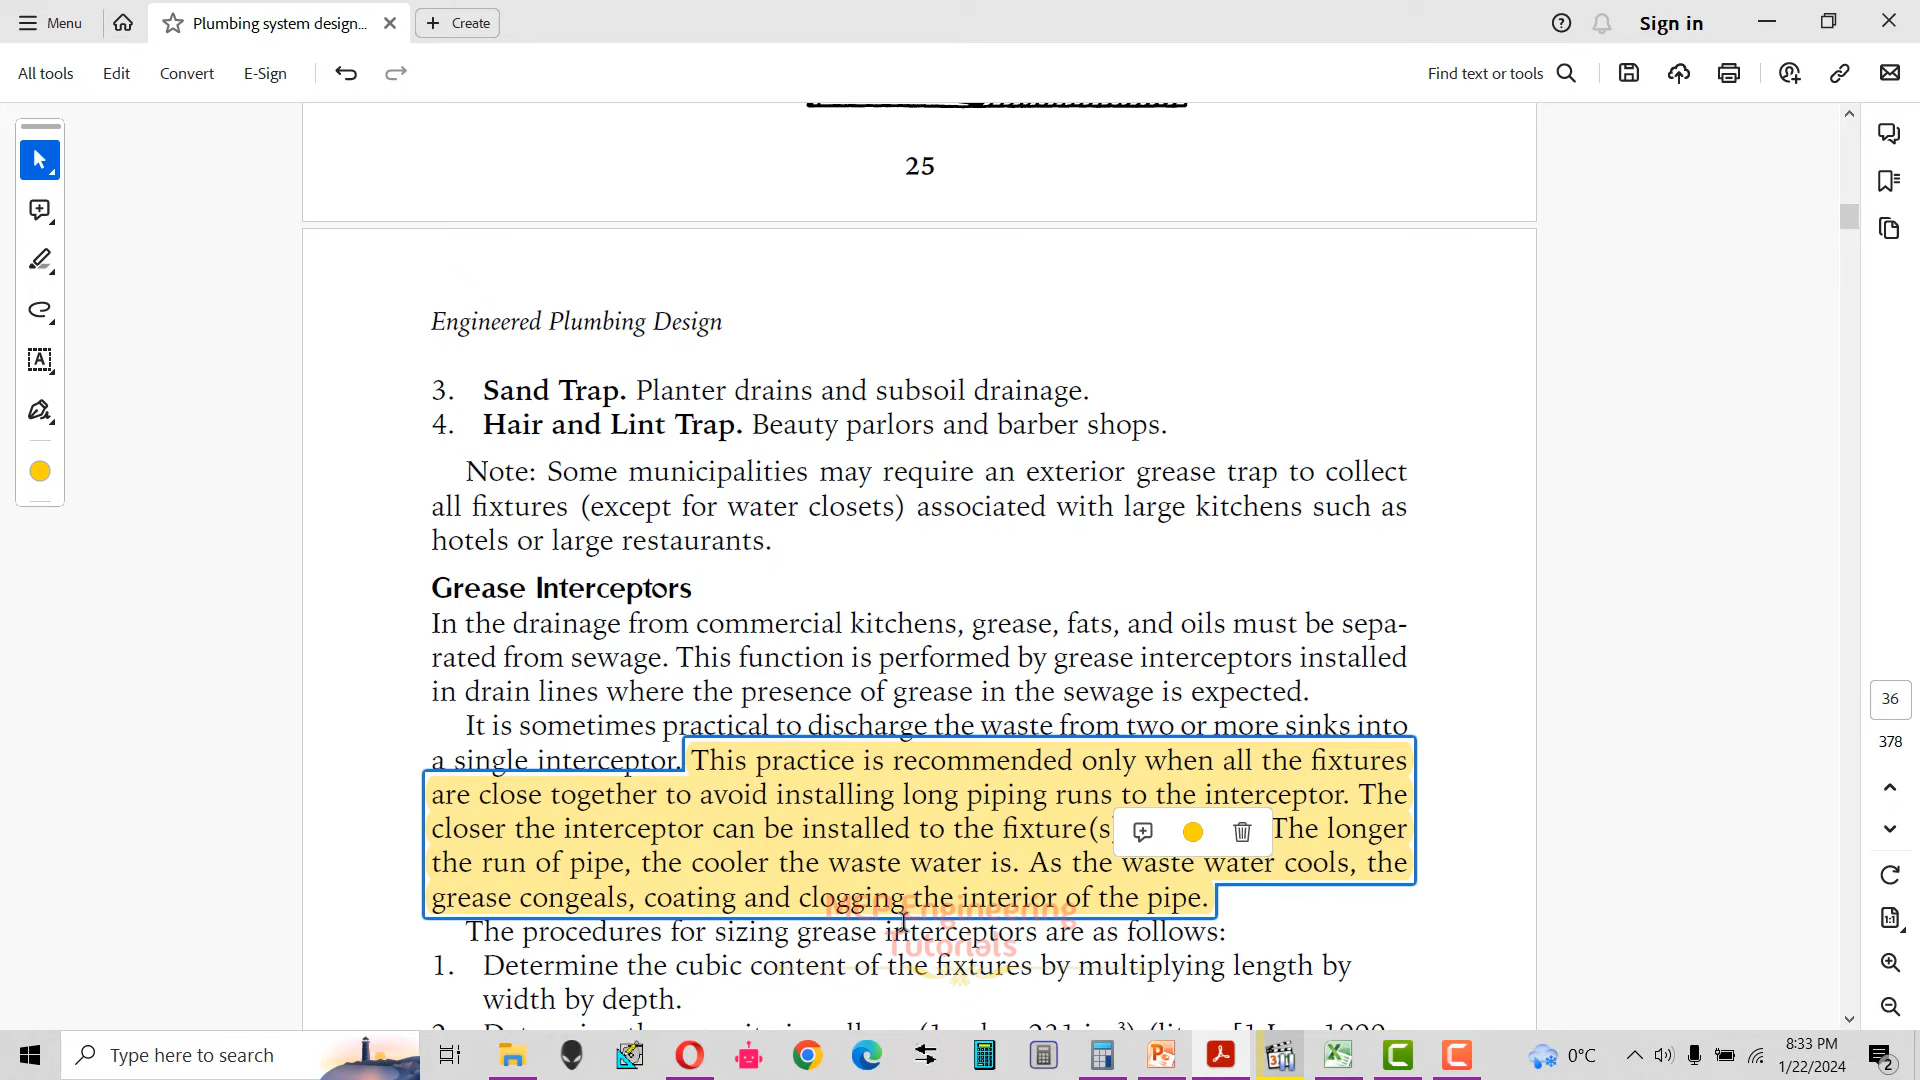 Menu
Plumbing system design...
Create
Sign in
All tools
Edit
Convert
E-Sign
Find text or tools
25
Engineered Plumbing Design
3. Sand Trap. Planter drains and subsoil drainage.
4. Hair and Lint Trap. Beauty parlors and barber shops.
Note: Some municipalities may require an exterior grease trap to collect
all fixtures (except for water closets) associated with large kitchens such as
hotels or large restaurants.
Grease Interceptors
In the drainage from commercial kitchens, grease, fats, and oils must be sepa-
rated from sewage. This function is performed by grease interceptors installed
in drain lines where the presence of grease in the sewage is expected.
It is sometimes practical to discharge the waste from two or more sinks into
a single interceptor. This practice is recommended only when all the fixtures
are close together to avoid installing long piping runs to the interceptor. The
closer the interceptor can be installed to the fixture(s) The longer
the run of pipe, the cooler the waste water is. As the waste water cools, the
grease congeals, coating and clogging the interior of the pipe.
MEP Engineering
Tutorials
The procedures for sizing grease interceptors are as follows:
1. Determine the cubic content of the fixtures by multiplying length by
width by depth.
36
378
1:1
Type here to search
0°C
8:33 PM
1/22/2024
2